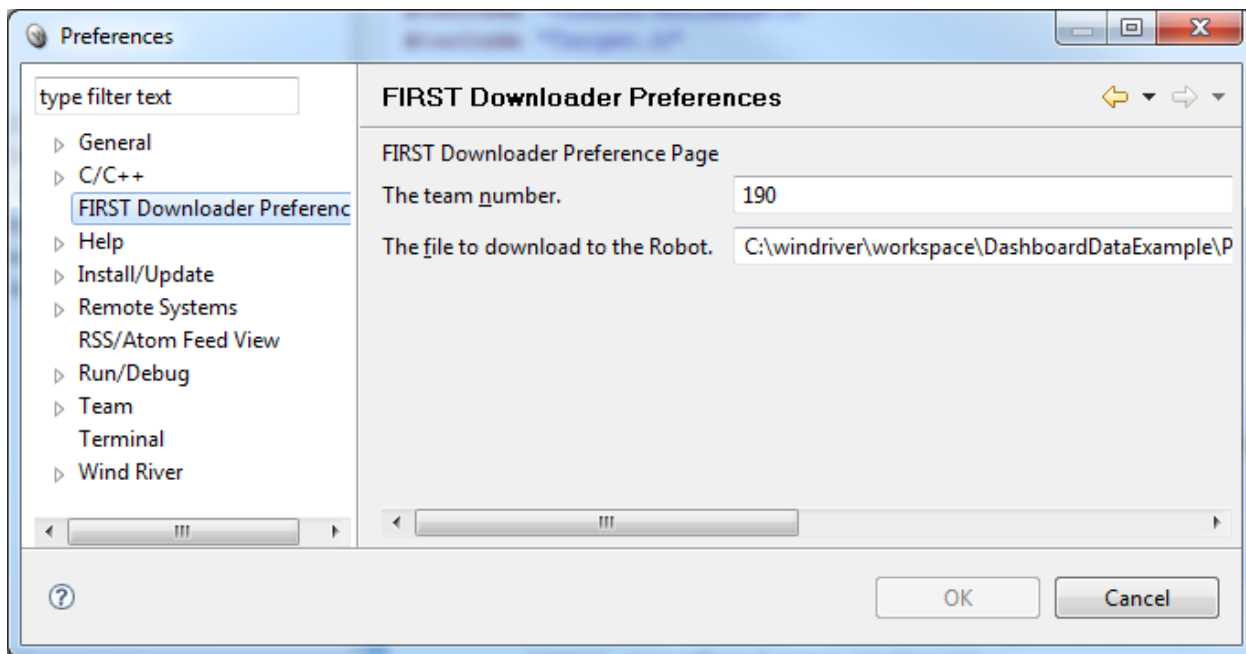 Preferences
type filter text
FIRST Downloader Preferences
General
C/C++
FIRST Downloader Preferenc
Help
Install/Update
Remote Systems
RSS/Atom Feed View
Run/Debug
Team
Terminal
Wind River
FIRST Downloader Preference Page
The team number. 190
The file to download to the Robot. C:\windriver\workspace\DashboardDataExample\P
OK Cancel